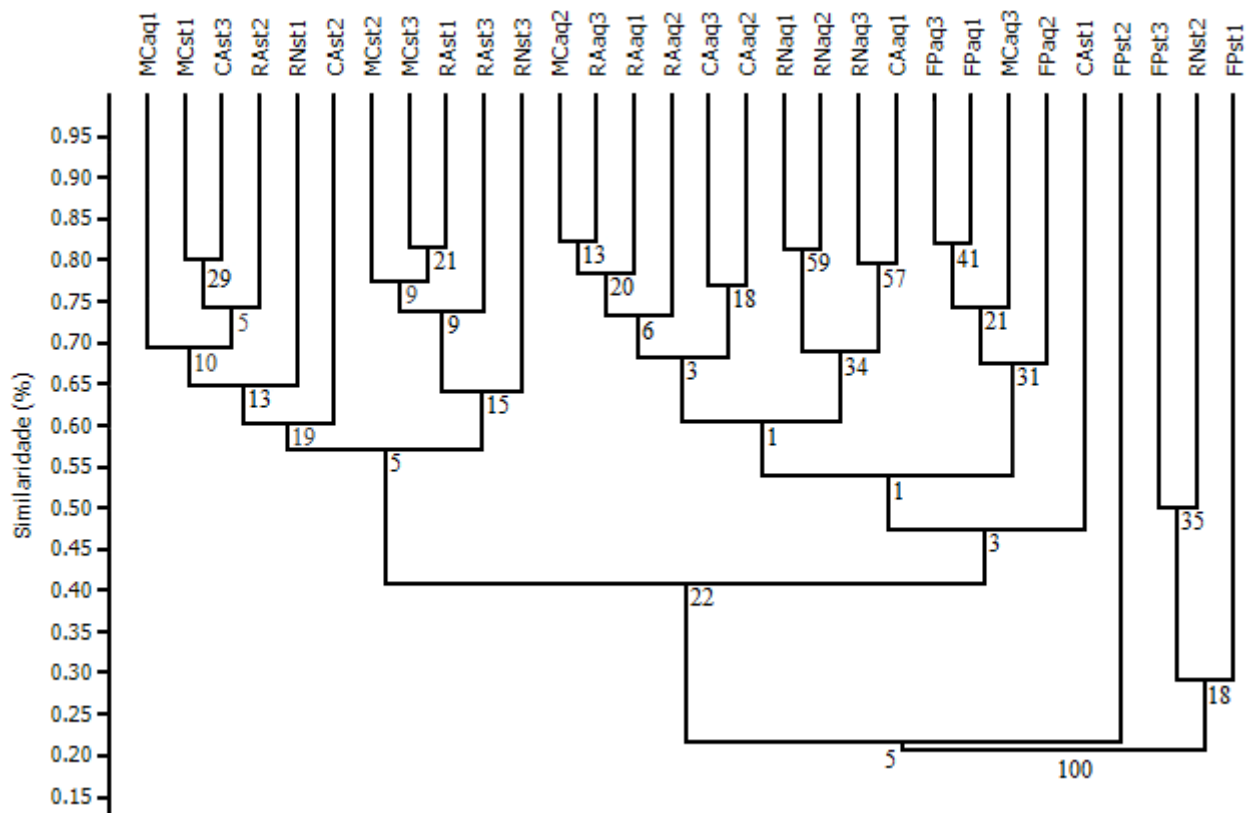 MCaq1
MCst1
CAst3
RAst2
RNst1
CAst2
MCst2
MCst3
RAst1
RAst3
RNst3
MCaq2
RAaq3
RAaq1
RAaq2
CAaq3
CAaq2
RNaq1
RNaq2
RNaq3
CAaq1
FPaq3
FPaq1
MCaq3
FPaq2
CAst1
FPst2
FPst3
RNst2
FPst1
Similaridade (%)
0.95
0.90
0.85
0.80
0.75
0.70
0.65
0.60
0.55
0.50
0.45
0.40
0.35
0.30
0.25
0.20
0.15
29
5
10
13
19
21
9
9
15
5
13
20
6
18
3
59
57
34
1
41
21
31
1
3
22
35
18
5
100